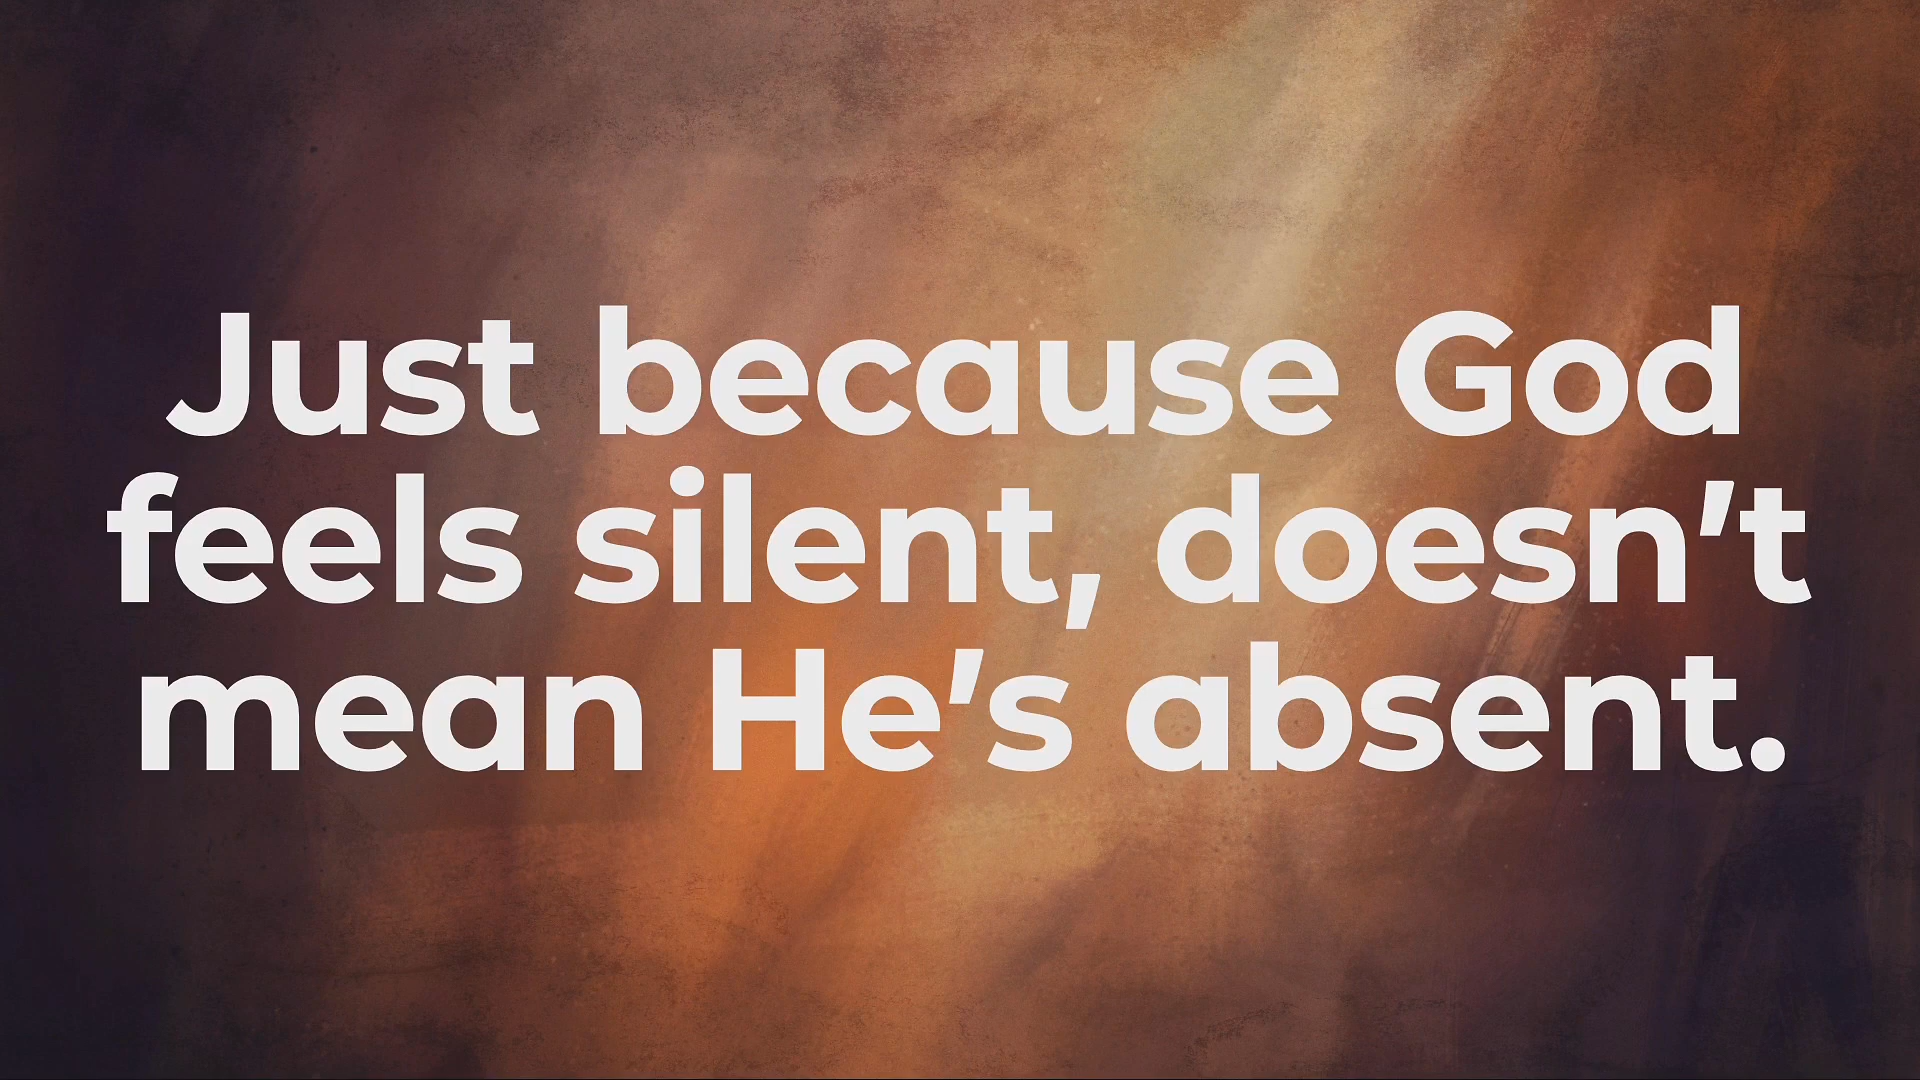 Just because God
feels silent, doesn’t
mean He’s absent.